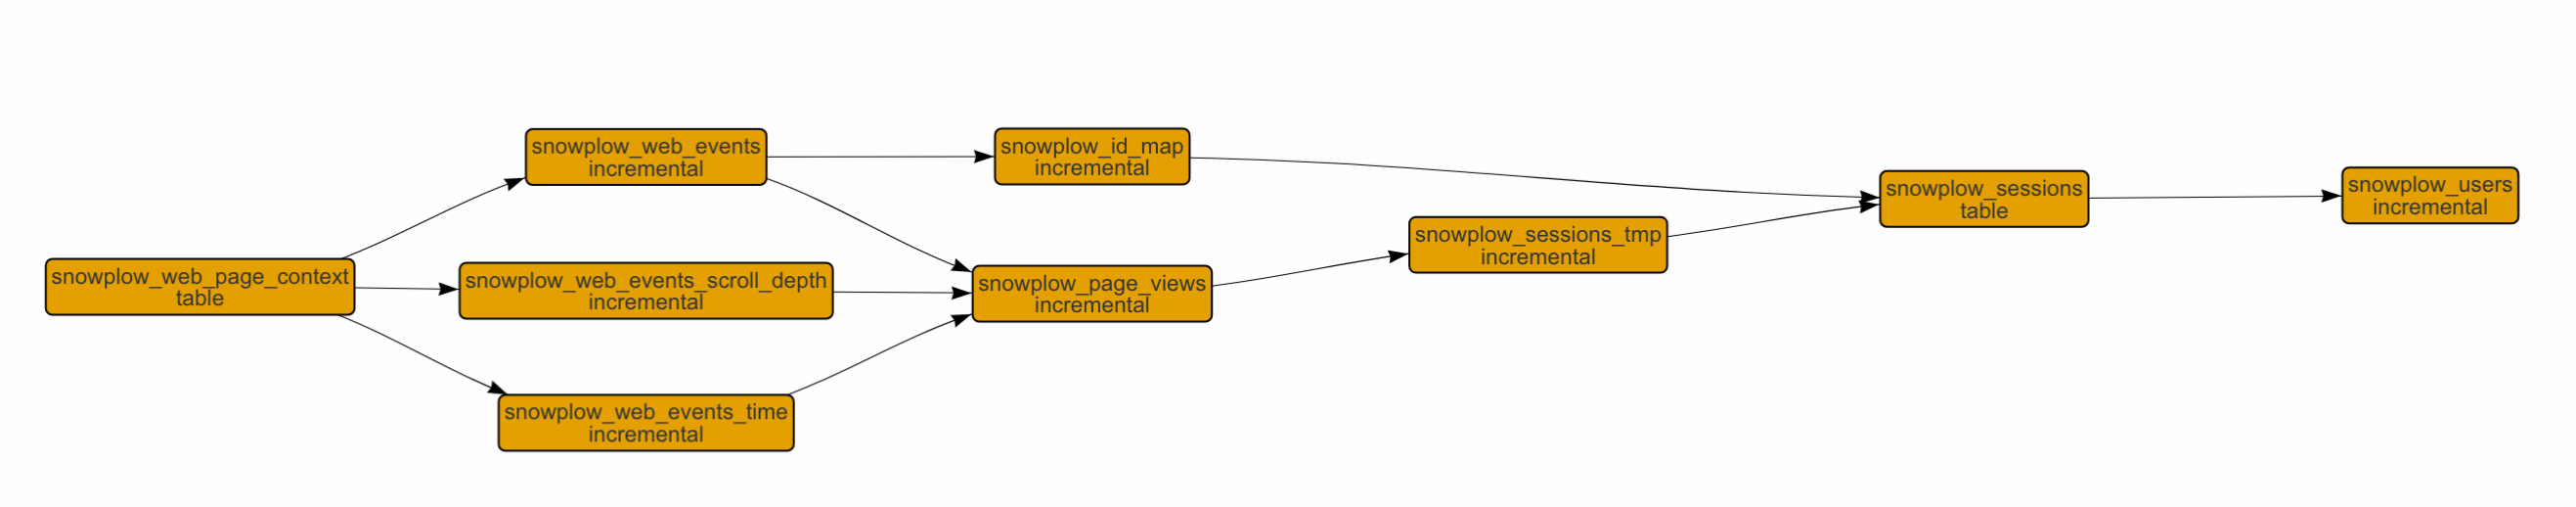 snowplow_web_page_context
table
snowplow_web_events
incremental
snowplow_web_events_scroll_depth
incremental
snowplow_web_events_time
incremental
snowplow_id_map
incremental
snowplow_page_views
incremental
snowplow_sessions_tmp
incremental
snowplow_sessions
table
snowplow_users
incremental